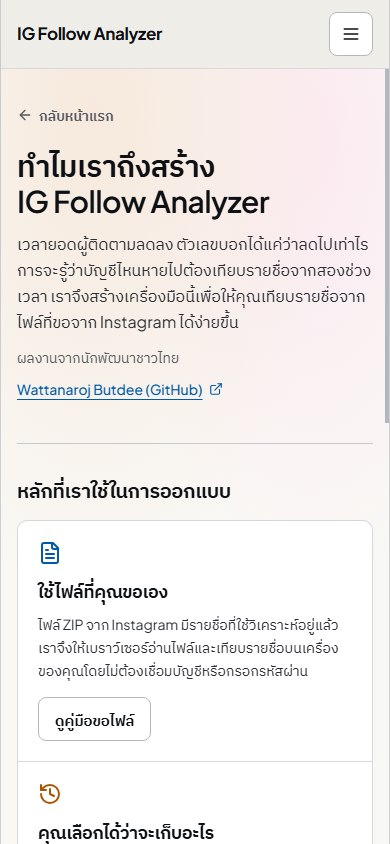 IG Follow Analyzer
กลับหน้าแรก
ทำไมเราถึงสร้าง
IG Follow Analyzer
เวลายอดผู้ติดตามลดลง ตัวเลขบอกได้แค่ว่าลดไปเท่าไร
การจะรู้ว่าบัญชีไหนหายไปต้องเทียบรายชื่อจากสองช่วง
เวลา เราจึงสร้างเครื่องมือนี้เพื่อให้คุณเทียบรายชื่อจาก
ไฟล์ที่ขอจาก Instagram ได้ง่ายขึ้น
ผลงานจากนักพัฒนาชาวไทย
Wattanaroj Butdee (GitHub)
หลักที่เราใช้ในการออกแบบ
ใช้ไฟล์ที่คุณขอเอง
ไฟล์ ZIP จาก Instagram มีรายชื่อที่ใช้วิเคราะห์อยู่แล้ว
เราจึงให้เบราว์เซอร์อ่านไฟล์และเทียบรายชื่อบนเครื่อง
ของคุณโดยไม่ต้องเชื่อมบัญชีหรือกรอกรหัสผ่าน
ดูคู่มือขอไฟล์
คุณเลือกได้ว่าจะเก็บอะไร